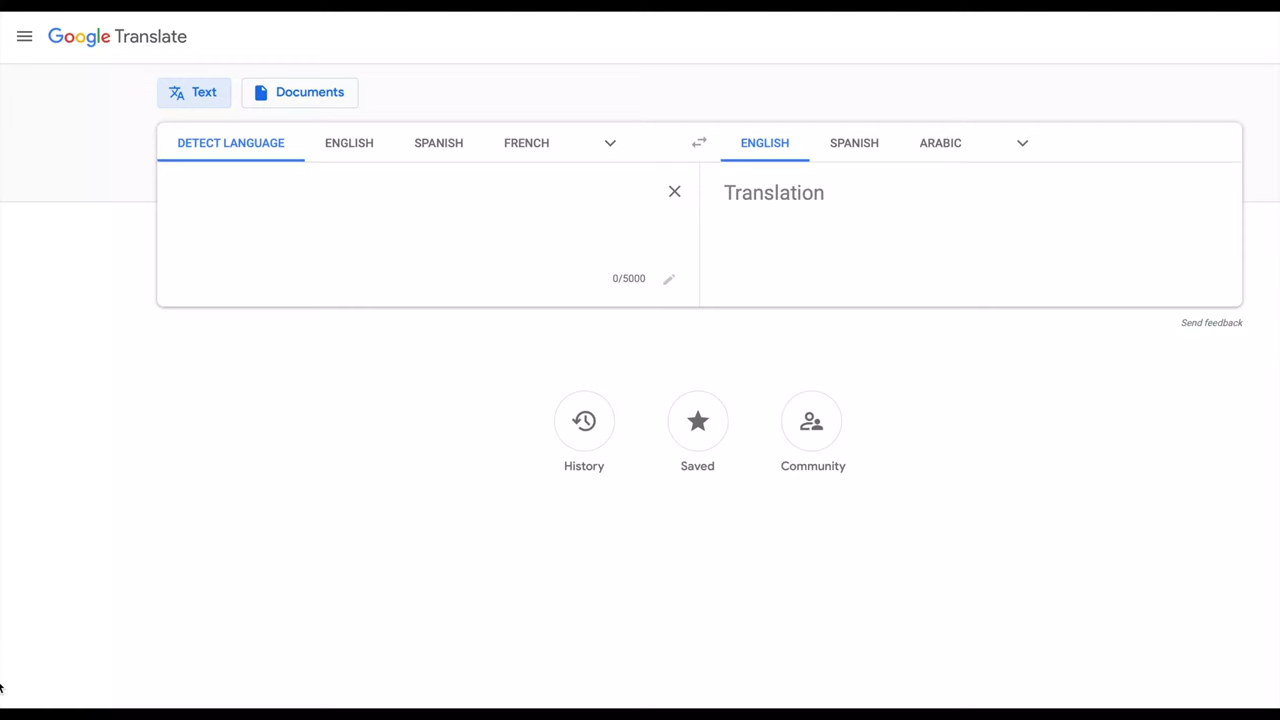 Google Translate
Text Documents
DETECT LANGUAGE ENGLISH SPANISH FRENCH ENGLISH SPANISH ARABIC
Translation
0/5000
Send feedback
History Saved Community